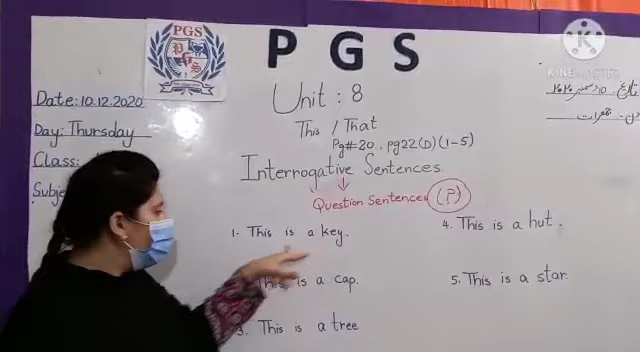 PGS
P G S
KINEMASTER
Date: 10.12.2020
Day: Thursday
Class:
Unit : 8
This / That
Pg#20 . pg22(D)(1-5)
Interrogative Sentences
Question Sentences (?)
1. This is a key.
This is a cap.
3. This is a tree
4. This is a hut.
5. This is a star.